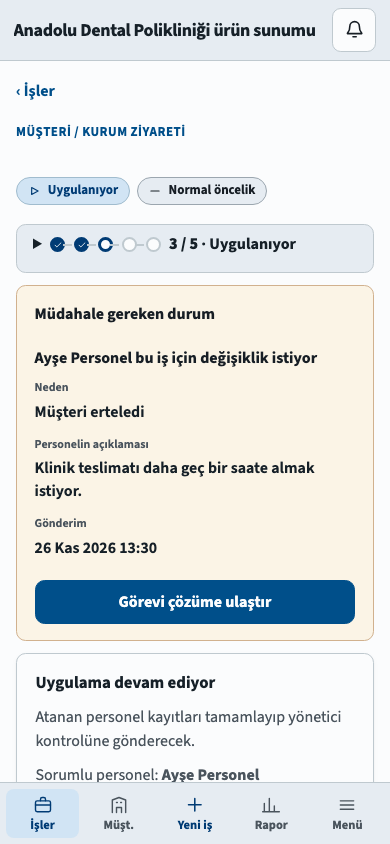 Anadolu Dental Polikliniği ürün sunumu
‹ İşler
MÜŞTERİ / KURUM ZİYARETİ
Uygulanıyor
Normal öncelik
3 / 5 · Uygulanıyor
Müdahale gereken durum
Ayşe Personel bu iş için değişiklik istiyor
Neden
Müşteri erteledi
Personelin açıklaması
Klinik teslimatı daha geç bir saate almak
istiyor.
Gönderim
26 Kas 2026 13:30
Görevi çözüme ulaştır
Uygulama devam ediyor
Atanan personel kayıtları tamamlayıp yönetici
kontrolüne gönderecek.
Sorumlu personel: Ayşe Personel
İşler
Müşt.
Yeni iş
Rapor
Menü